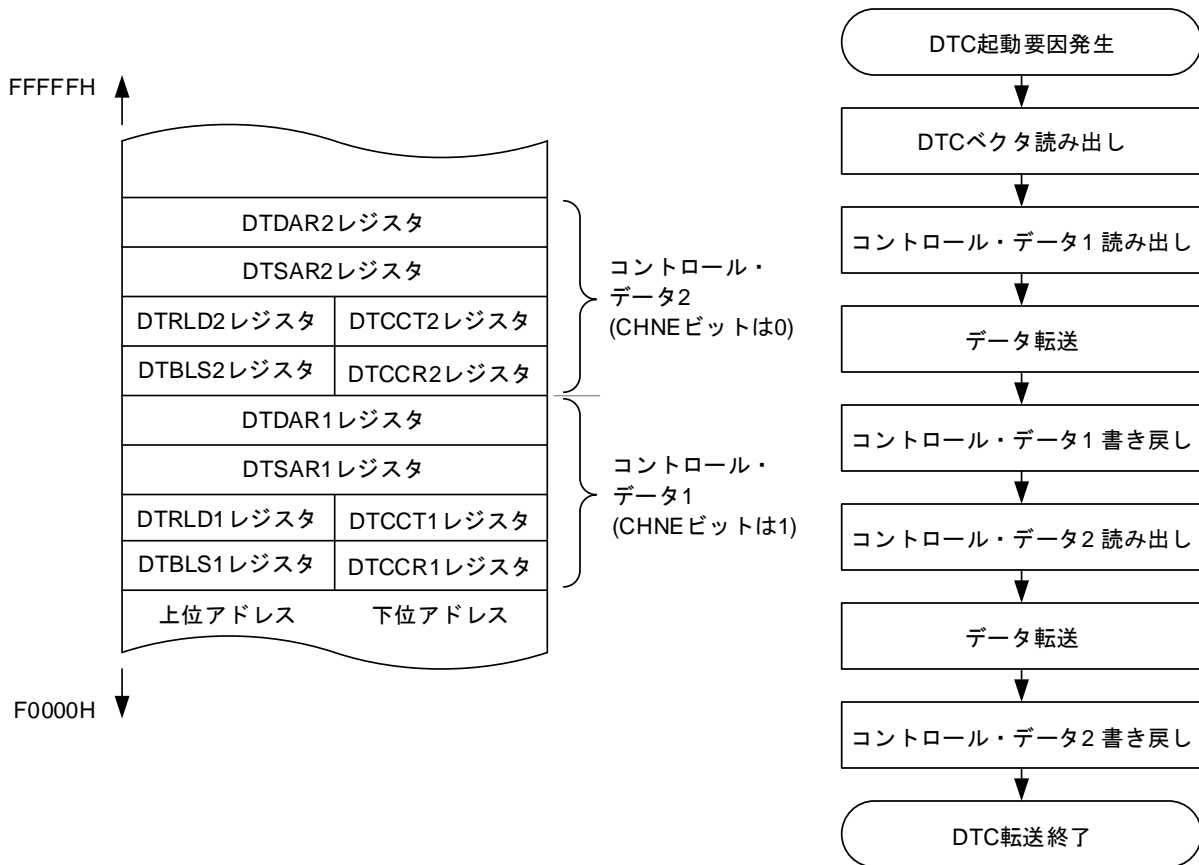 FFFFFH
DTDAR2レジスタ
DTSAR2レジスタ
DTRLD2レジスタ
DTCCT2レジスタ
DTBLS2レジスタ
DTCCR2レジスタ
DTDAR1レジスタ
DTSAR1レジスタ
DTRLD1レジスタ
DTCCT1レジスタ
DTBLS1レジスタ
DTCCR1レジスタ
上位アドレス
下位アドレス
F0000H
コントロール・
データ2
(CHNEビットは0)
コントロール・
データ1
(CHNEビットは1)
DTC起動要因発生
DTCベクタ読み出し
コントロール・データ1 読み出し
データ転送
コントロール・データ1 書き戻し
コントロール・データ2 読み出し
データ転送
コントロール・データ2 書き戻し
DTC転送終了